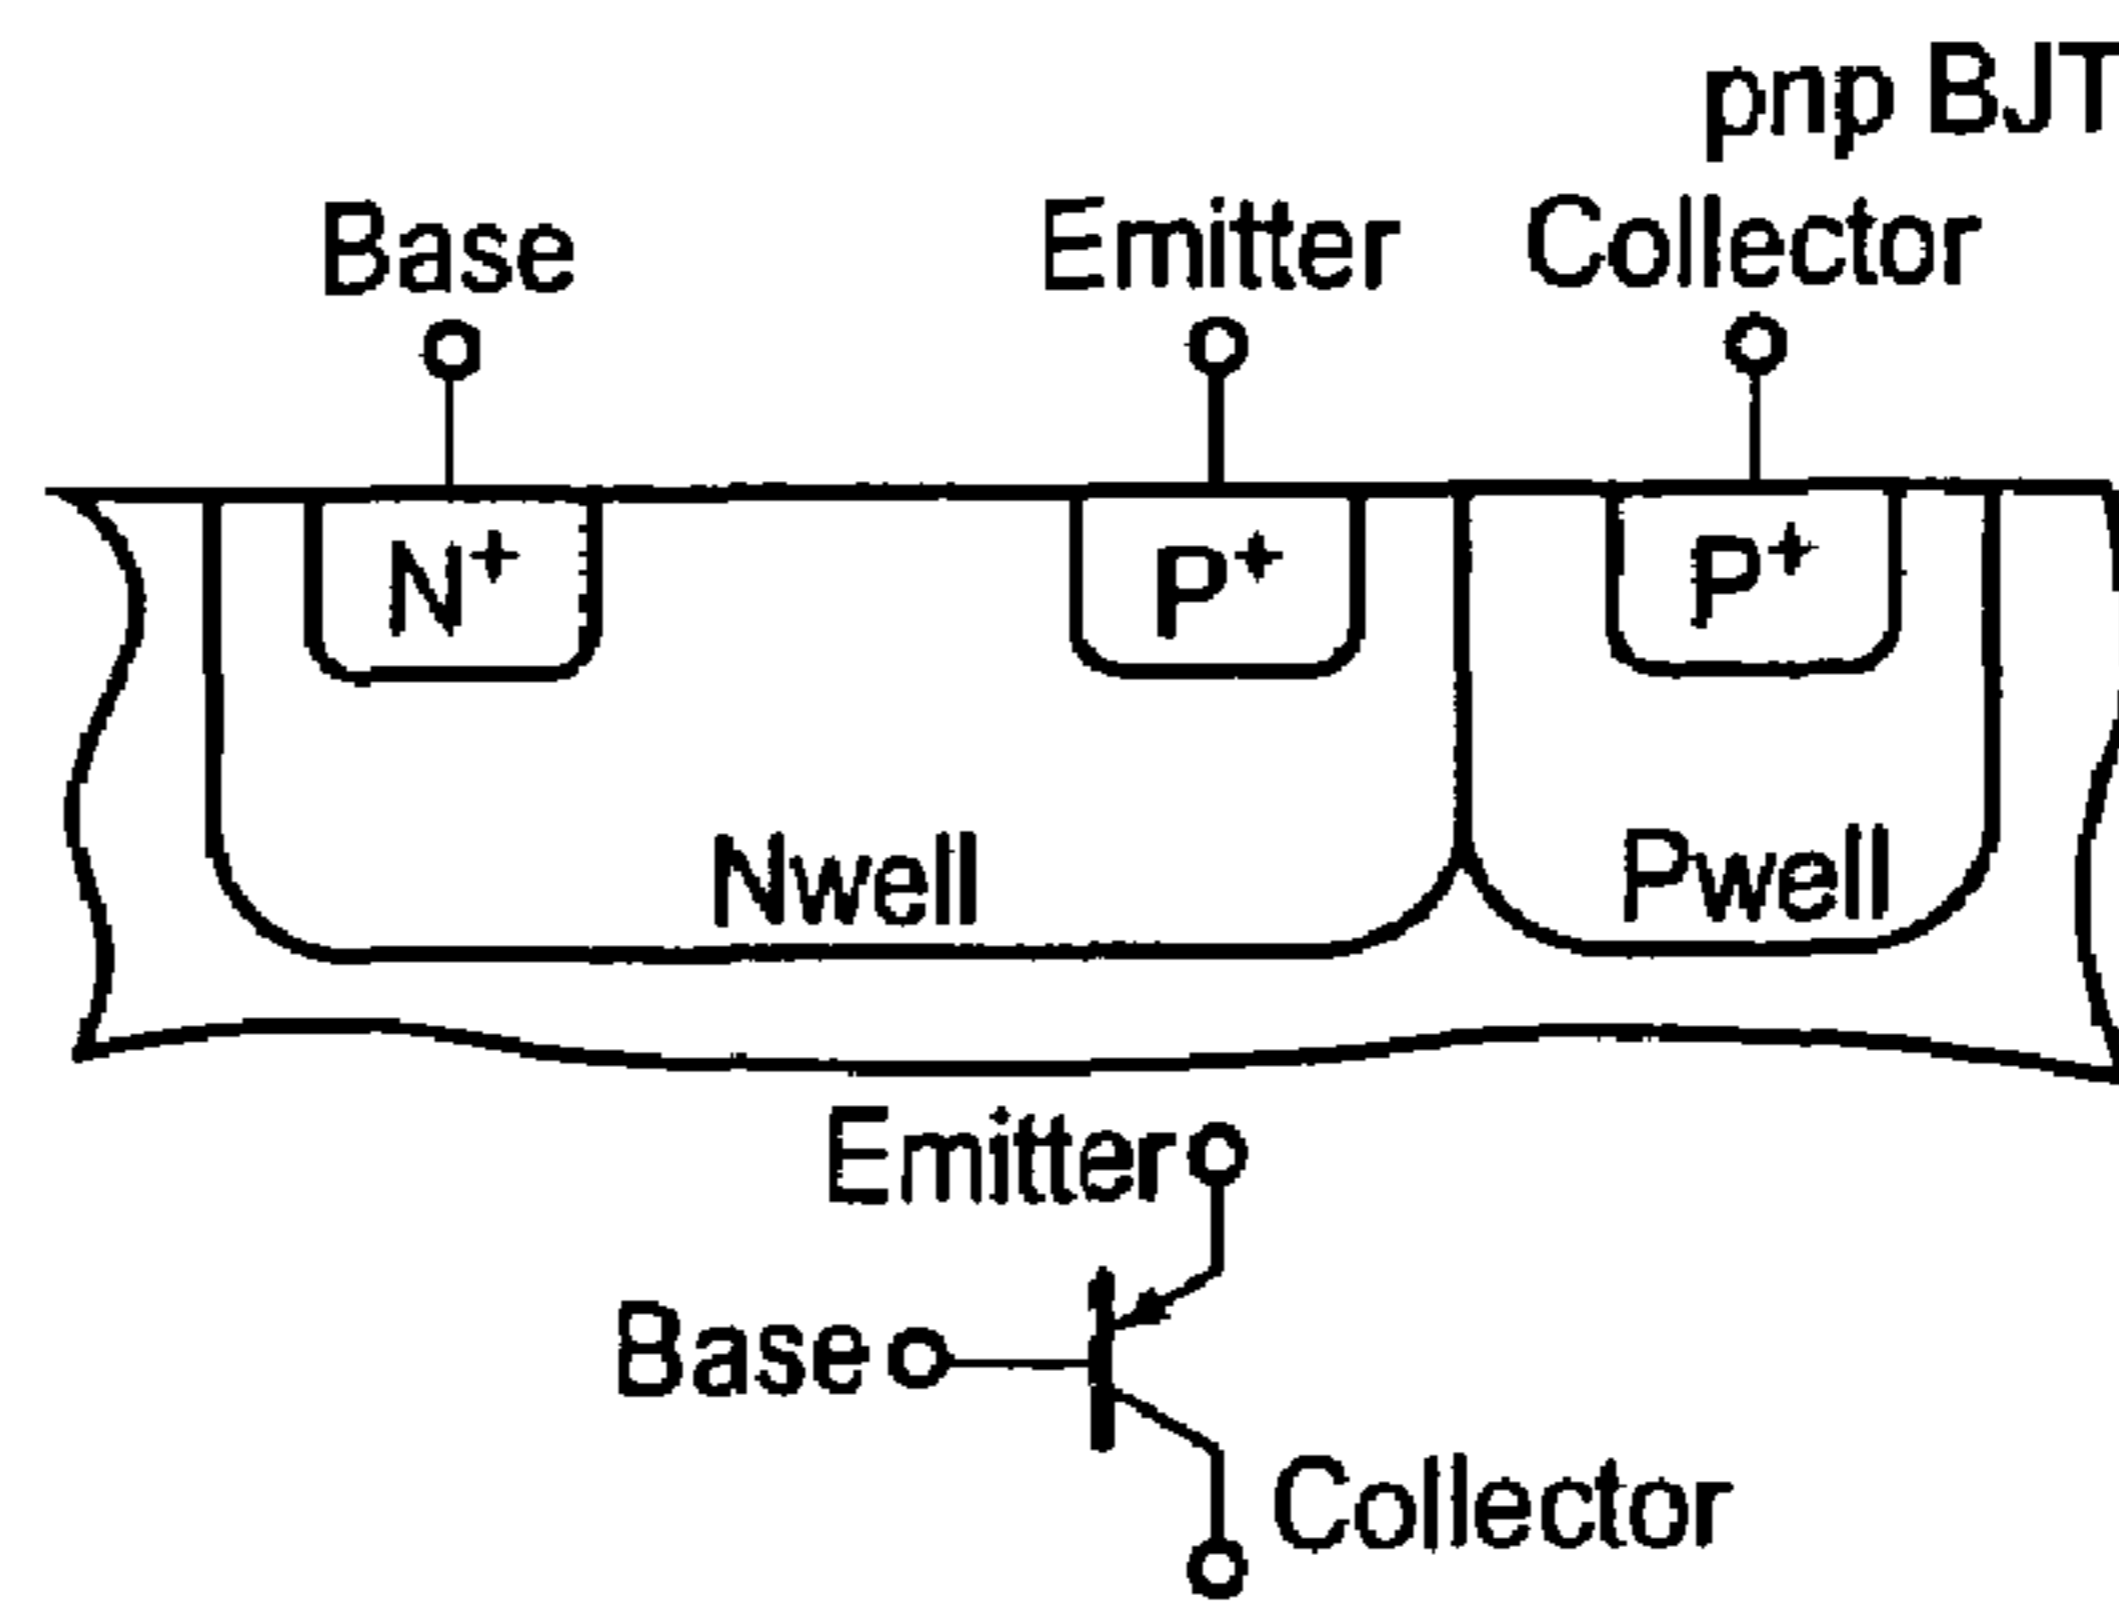 pnp BJT
Base Emitter Collector
N+ P+ P+
Nwell Pwell
Emitter
Base
Collector